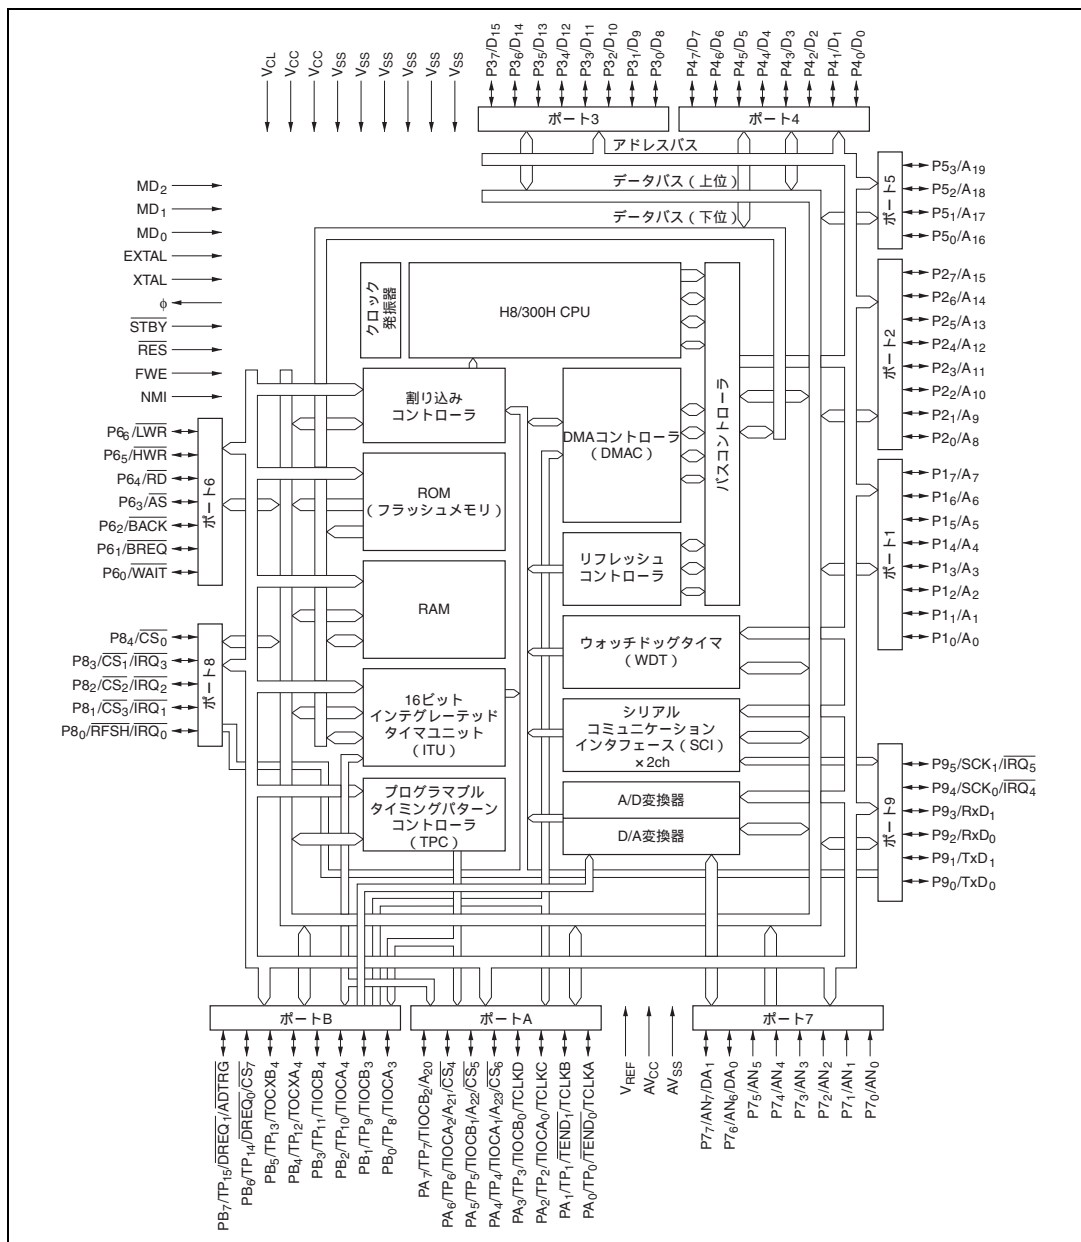 VCL
VCC
VCC
VSS
VSS
VSS
VSS
VSS
VSS
P37/D15
P36/D14
P35/D13
P34/D12
P33/D11
P32/D10
P31/D9
P30/D8
P47/D7
P46/D6
P45/D5
P44/D4
P43/D3
P42/D2
P41/D1
P40/D0
ポート3
ポート4
アドレスバス
データバス(上位)
データバス(下位)
MD2
MD1
MD0
EXTAL
XTAL
φ
STBY
RES
FWE
NMI
P66/LWR
P65/HWR
P64/RD
P63/AS
P62/BACK
P61/BREQ
P60/WAIT
ポート6
P84/CS0
P83/CS1/IRQ3
P82/CS2/IRQ2
P81/CS3/IRQ1
P80/RFSH/IRQ0
ポート8
クロック
発振器
H8/300H CPU
割り込み
コントローラ
ROM
(フラッシュメモリ)
RAM
16ビット
インテグレーテッド
タイマユニット
(ITU)
プログラマブル
タイミングパターン
コントローラ
(TPC)
DMAコントローラ
(DMAC)
バスコントローラ
リフレッシュ
コントローラ
ウォッチドッグタイマ
(WDT)
シリアル
コミュニケーション
インタフェース(SCI)
×2ch
A/D変換器
D/A変換器
ポート5
P53/A19
P52/A18
P51/A17
P50/A16
ポート2
P27/A15
P26/A14
P25/A13
P24/A12
P23/A11
P22/A10
P21/A9
P20/A8
ポート1
P17/A7
P16/A6
P15/A5
P14/A4
P13/A3
P12/A2
P11/A1
P10/A0
ポート9
P95/SCK1/IRQ5
P94/SCK0/IRQ4
P93/RxD1
P92/RxD0
P91/TxD1
P90/TxD0
ポートB
ポートA
ポート7
PB7/TP15/DREQ1/ADTRG
PB6/TP14/DREQ0/CS7
PB5/TP13/TOCXB4
PB4/TP12/TOCXA4
PB3/TP11/TIOCB4
PB2/TP10/TIOCA4
PB1/TP9/TIOCB3
PB0/TP8/TIOCA3
PA7/TP7/TIOCB2/A20
PA6/TP6/TIOCA2/A21/CS4
PA5/TP5/TIOCB1/A22/CS5
PA4/TP4/TIOCA1/A23/CS6
PA3/TP3/TIOCB0/TCLKD
PA2/TP2/TIOCA0/TCLKC
PA1/TP1/TEND1/TCLKB
PA0/TP0/TEND0/TCLKA
VREF
AVCC
AVSS
P77/AN7/DA1
P76/AN6/DA0
P75/AN5
P74/AN4
P73/AN3
P72/AN2
P71/AN1
P70/AN0